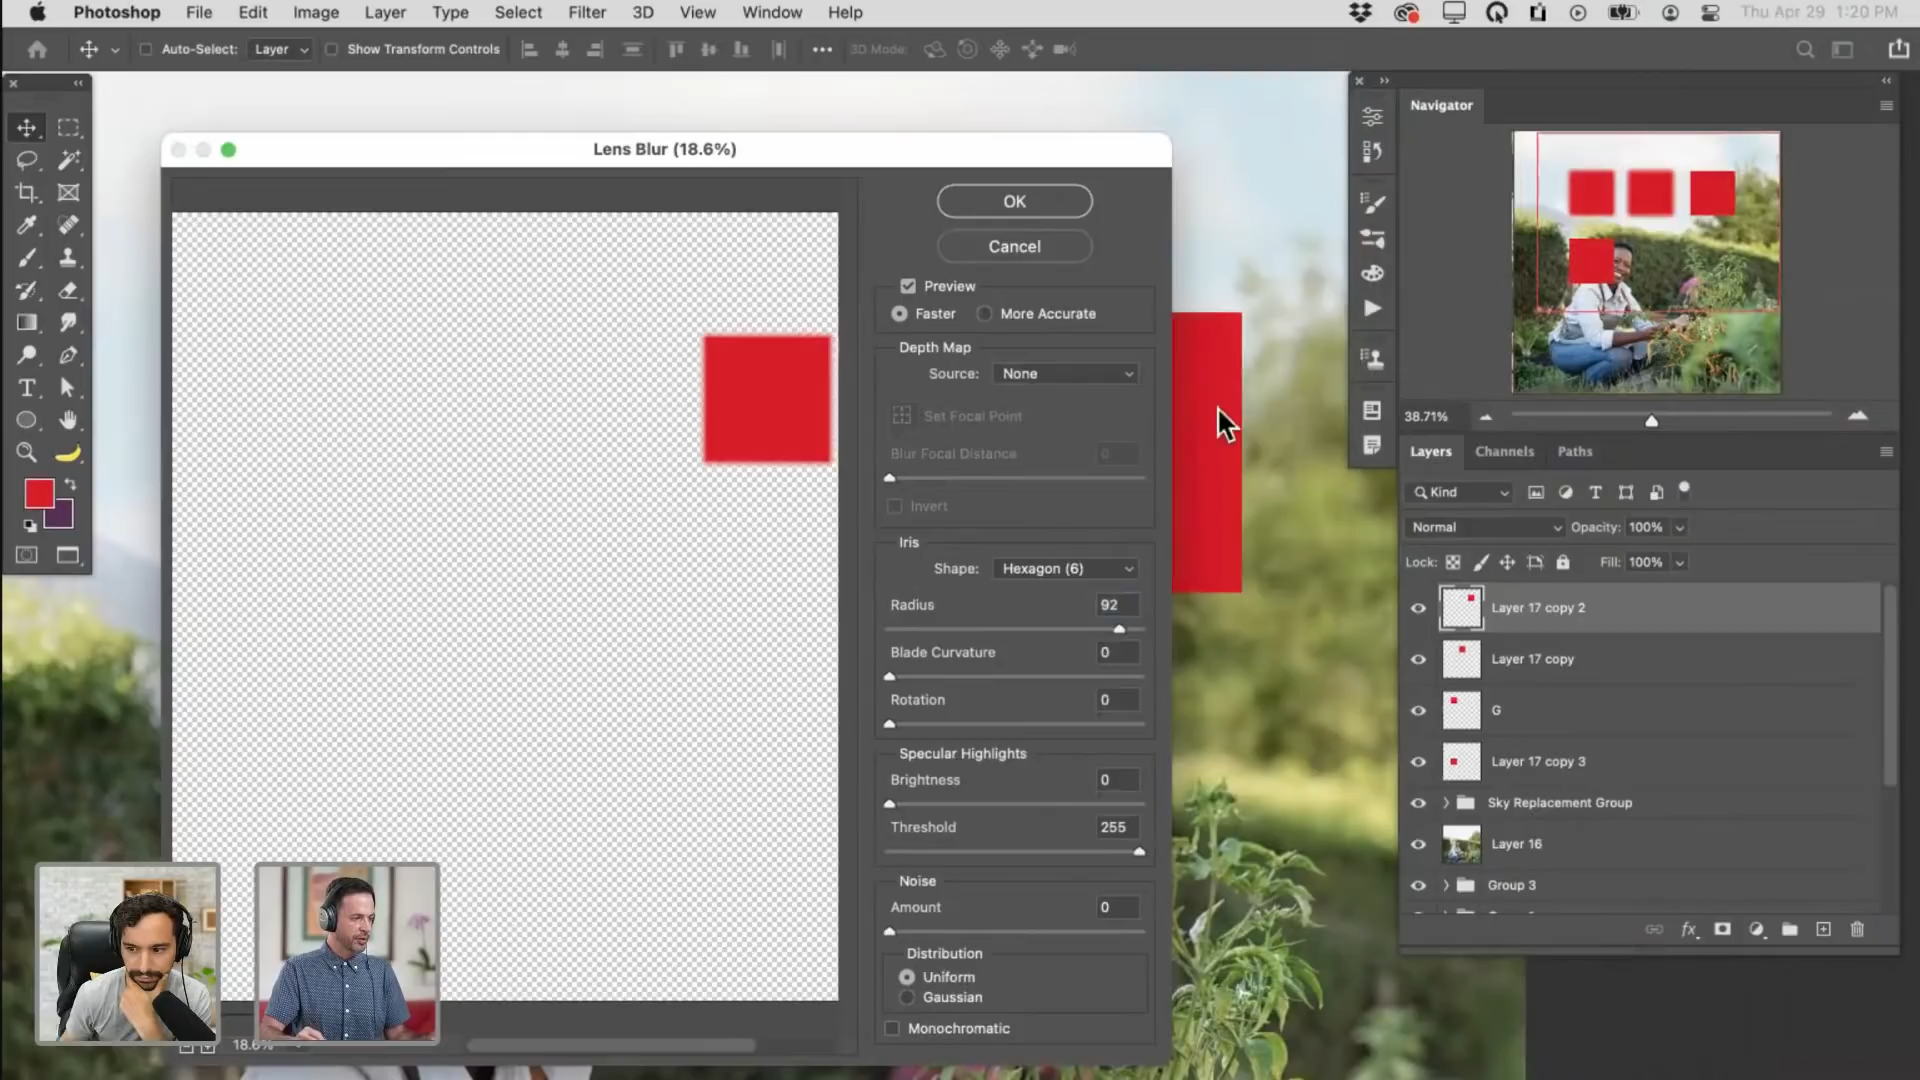 Photoshop File Edit Image Layer Type Select Filter 3D View Window Help Thu Apr 29 1:20 PM
Auto-Select: Layer Show Transform Controls 3D Mode:
Lens Blur (18.6%)
OK
Cancel
Preview
Faster More Accurate
Depth Map
Source: None
Set Focal Point
Blur Focal Distance 0
Invert
Iris
Shape: Hexagon (6)
Radius 92
Blade Curvature 0
Rotation 0
Specular Highlights
Brightness 0
Threshold 255
Noise
Amount 0
Distribution
Uniform
Gaussian
Monochromatic
18.6%
Navigator
38.71%
Layers Channels Paths
Kind
Normal Opacity: 100%
Lock: Fill: 100%
Layer 17 copy 2
Layer 17 copy
G
Layer 17 copy 3
Sky Replacement Group
Layer 16
Group 3